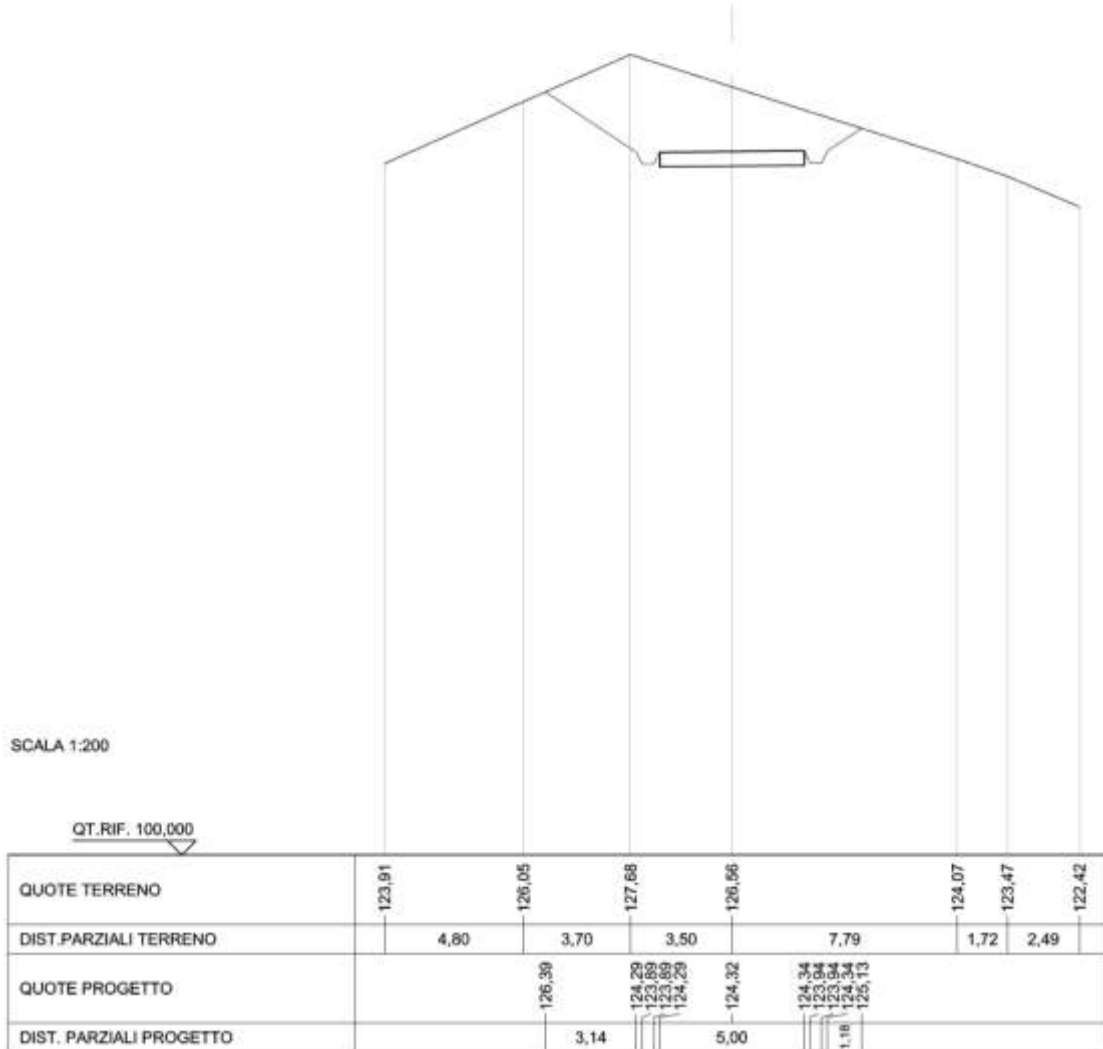 SCALA 1:200
QT.RIF. 100,000
QUOTE TERRENO 123,91 126,05 127,68 126,56 124,07 123,47 122,42
DIST.PARZIALI TERRENO 4,80 3,70 3,50 7,79 1,72 2,49
QUOTE PROGETTO 126,39 124,29 123,89 123,89 124,29 124,32 124,34 123,94 123,94 124,34 125,13
DIST. PARZIALI PROGETTO 3,14 5,00 1,18